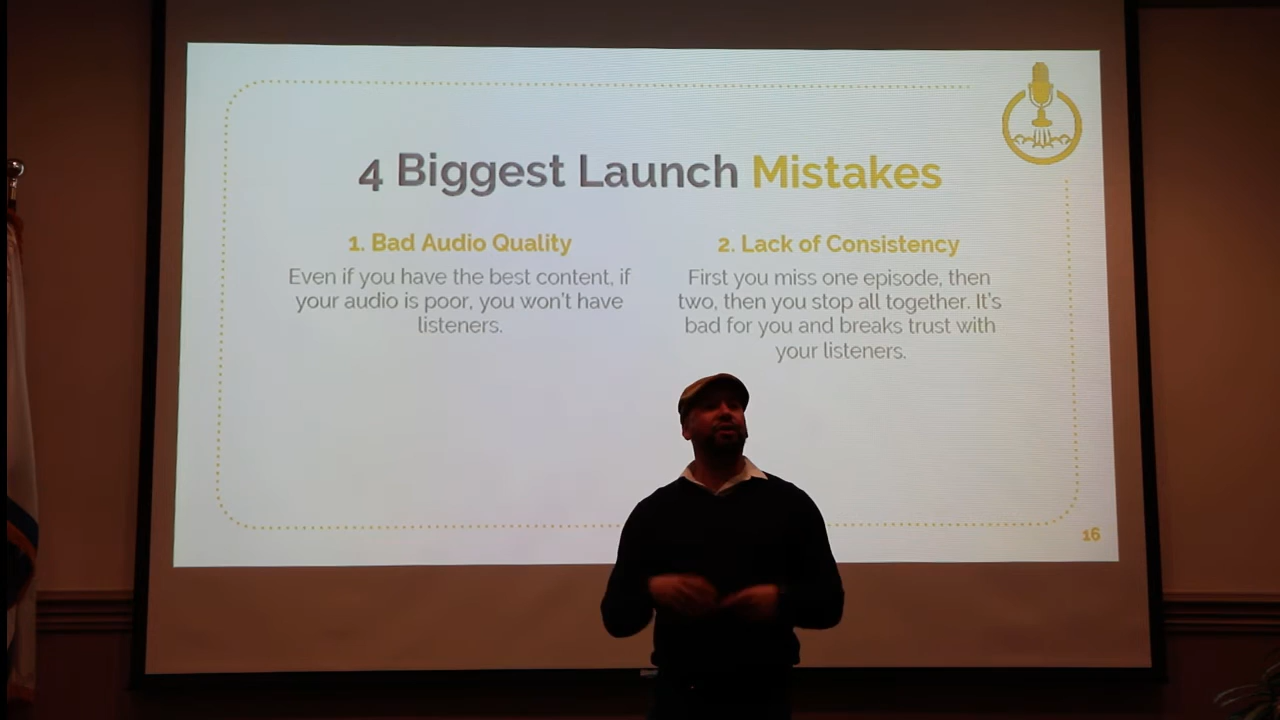 4 Biggest Launch Mistakes
1. Bad Audio Quality
Even if you have the best content, if
your audio is poor, you won't have
listeners.
2. Lack of Consistency
First you miss one episode, then
two, then you stop all together. It's
bad for you and breaks trust with
your listeners.
16